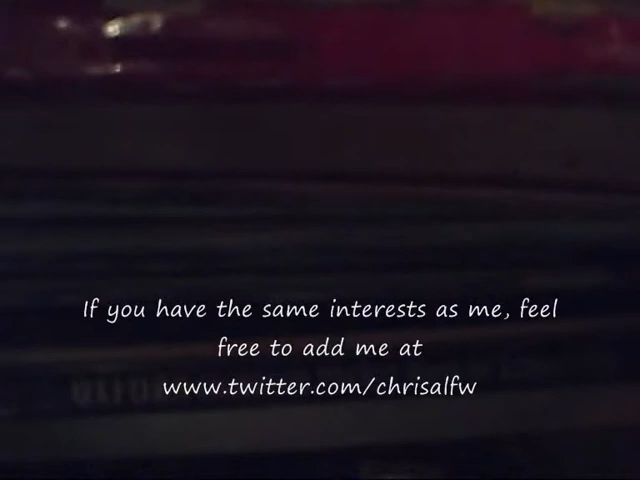 If you have the same interests as me, feel
free to add me at
www.twitter.com/chrisalfw